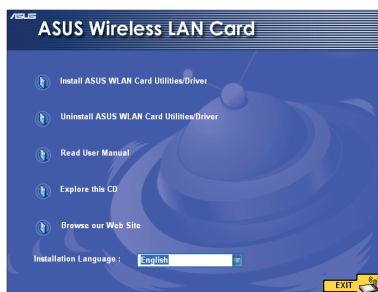 ASUS
ASUS Wireless LAN Card
Install ASUS WLAN Card Utilities/Driver
Uninstall ASUS WLAN Card Utilities/Driver
Read User Manual
Explore this CD
Browse our Web Site
Installation Language : English
EXIT